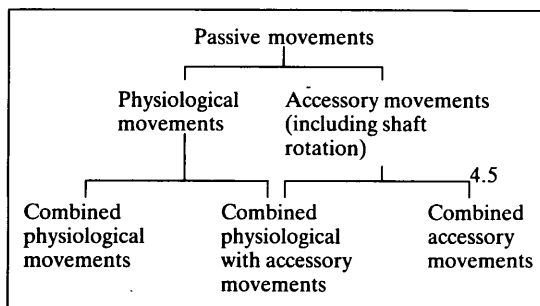 Passive movements
Physiological
movements
Accessory movements
(including shaft
rotation)
4.5
Combined
physiological
movements
Combined
physiological
with accessory
movements
Combined
accessory
movements